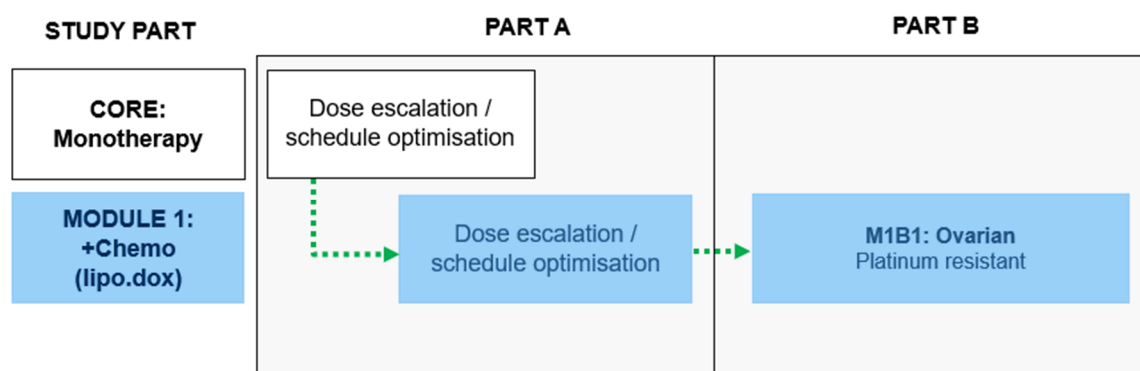 STUDY PART
PART A
PART B
CORE:
Monotherapy
Dose escalation /
schedule optimisation
MODULE 1:
+Chemo
(lipo.dox)
Dose escalation /
schedule optimisation
M1B1: Ovarian
Platinum resistant